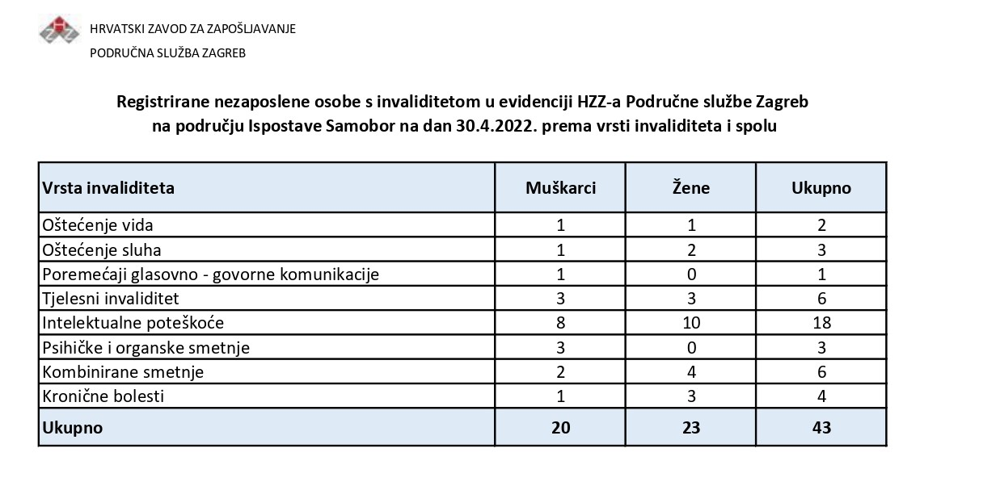 HZZ
HRVATSKI ZAVOD ZA ZAPOŠLJAVANJE
PODRUČNA SLUŽBA ZAGREB
Registrirane nezaposlene osobe s invaliditetom u evidenciji HZZ-a Područne službe Zagreb
na području Ispostave Samobor na dan 30.4.2022. prema vrsti invaliditeta i spolu
Vrsta invaliditeta Muškarci Žene Ukupno
Oštećenje vida 1 1 2
Oštećenje sluha 1 2 3
Poremećaji glasovno - govorne komunikacije 1 0 1
Tjelesni invaliditet 3 3 6
Intelektualne poteškoće 8 10 18
Psihičke i organske smetnje 3 0 3
Kombinirane smetnje 2 4 6
Kronične bolesti 1 3 4
Ukupno 20 23 43